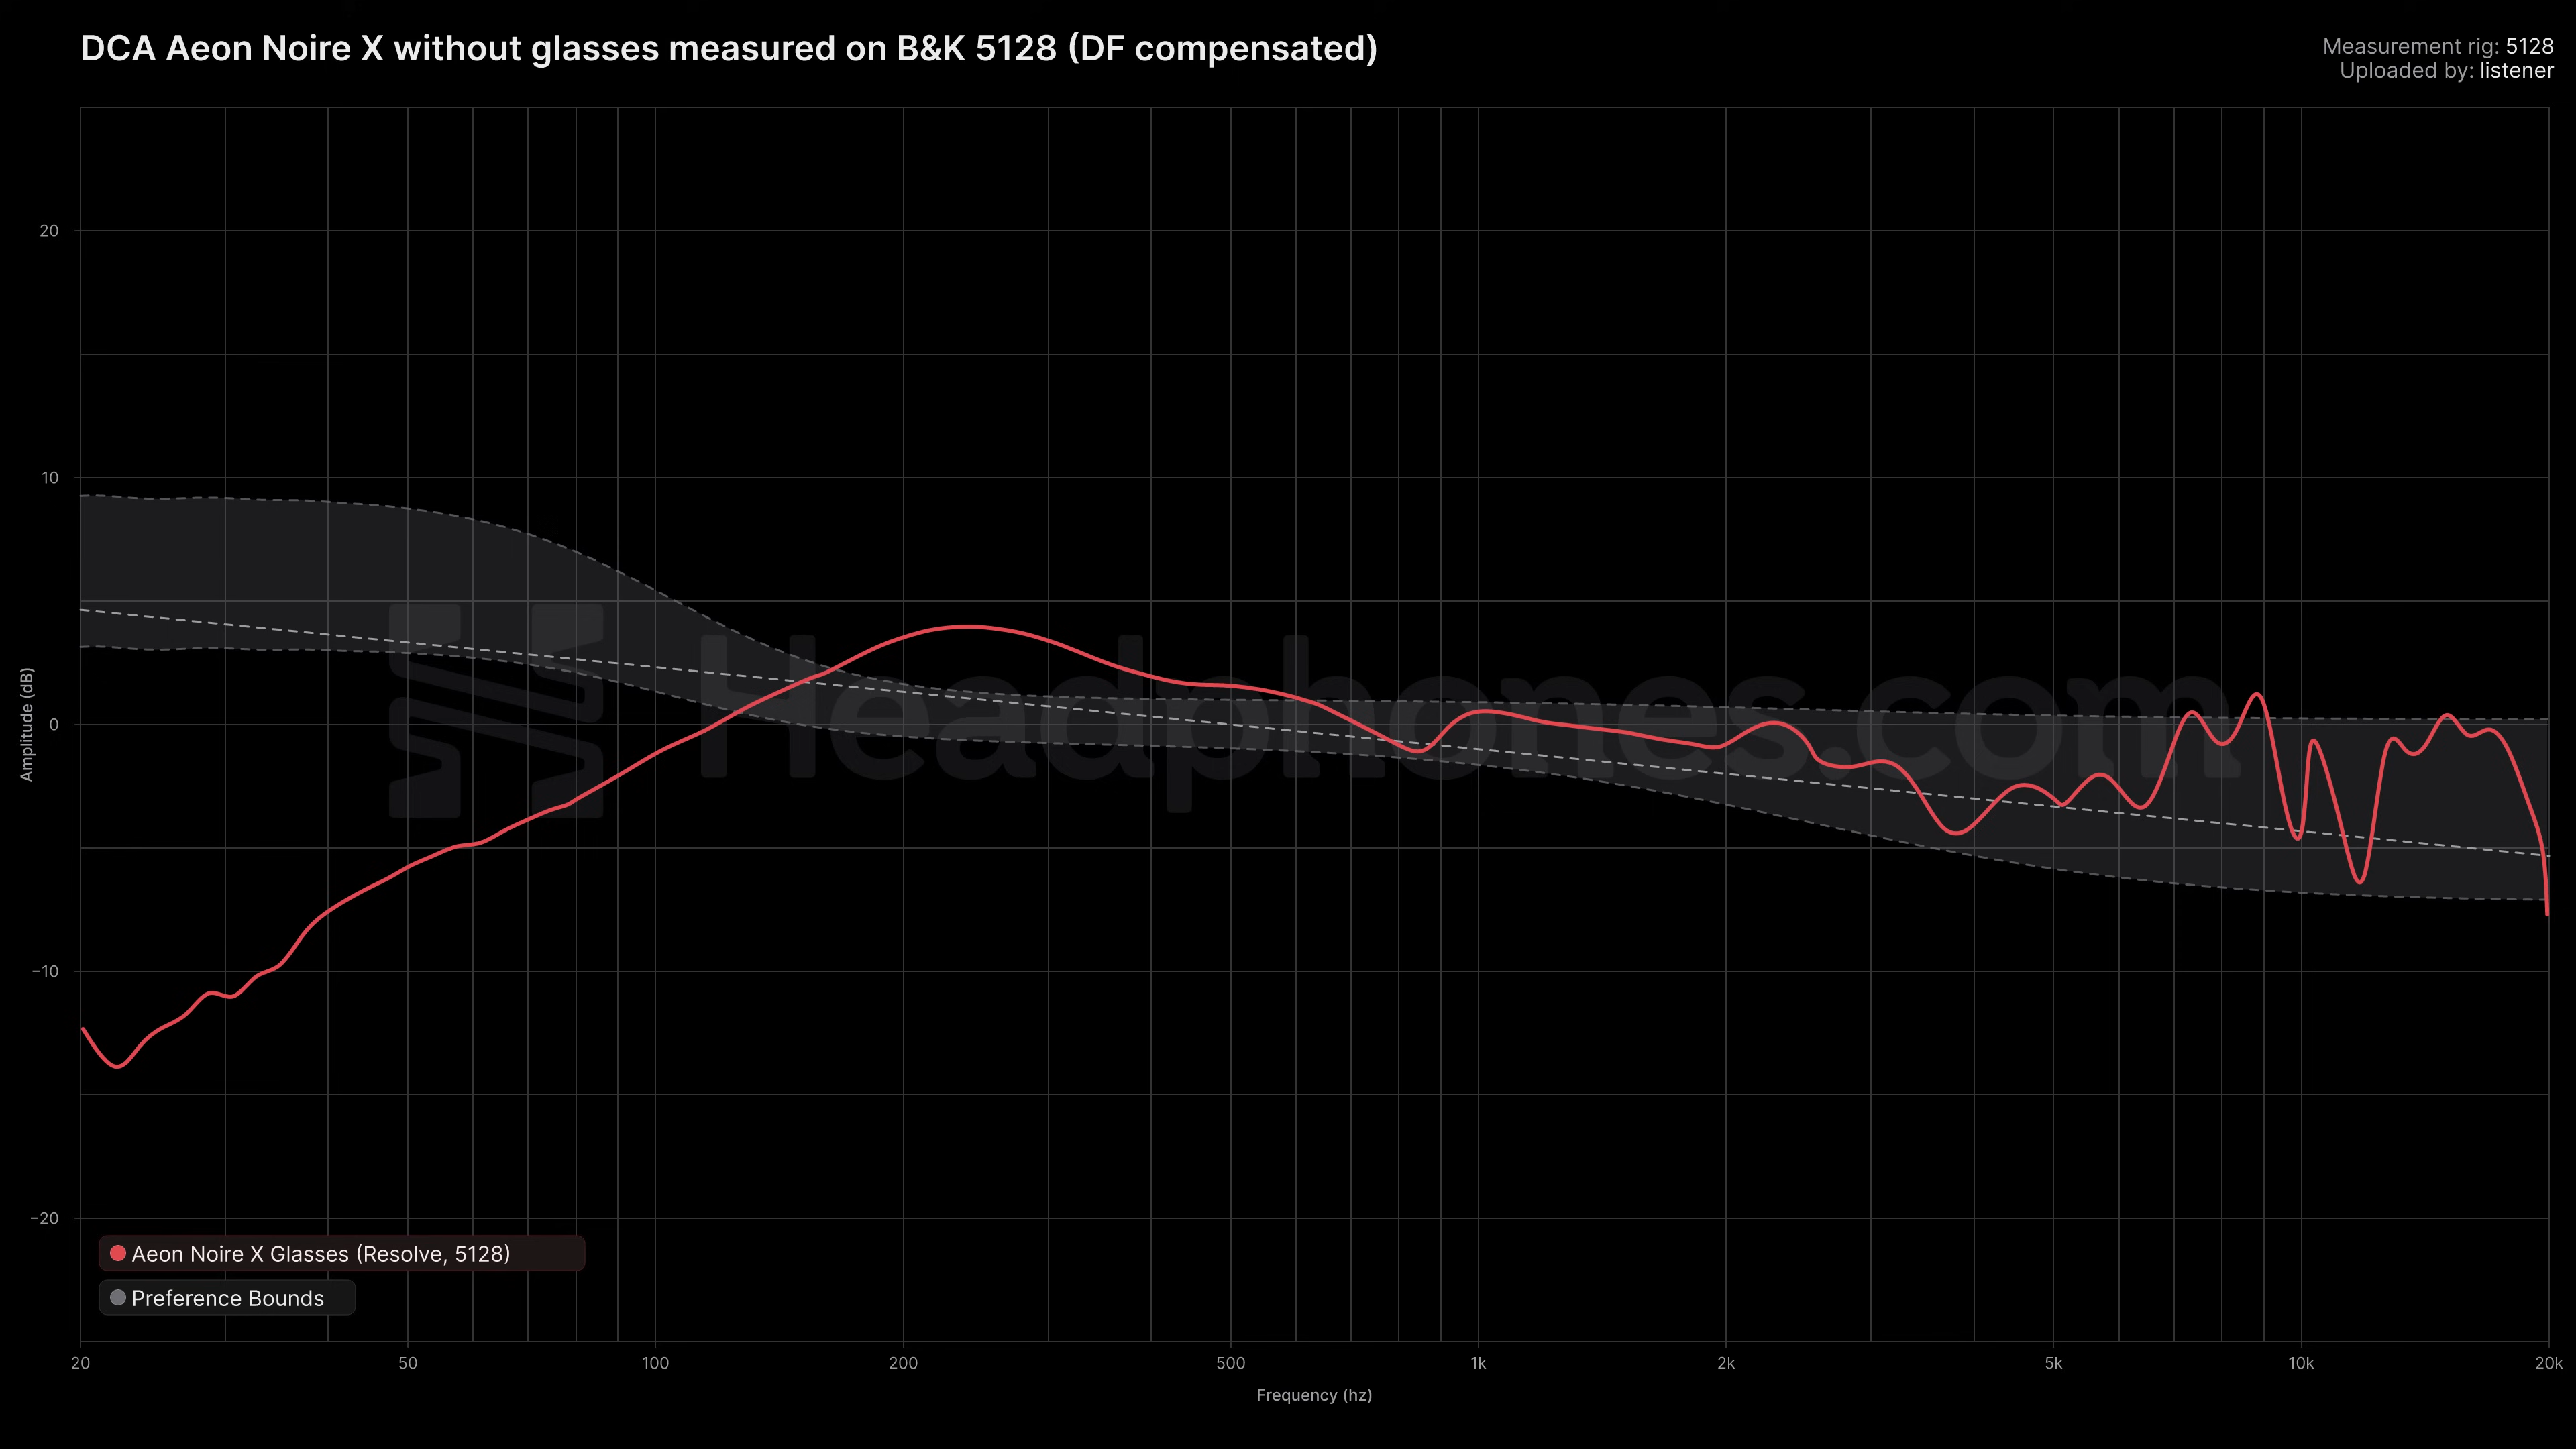 DCA Aeon Noire X without glasses measured on B&K 5128 (DF compensated)
Measurement rig: 5128
Uploaded by: listener
20
10
0
−10
−20
Amplitude (dB)
Headphones.com
Aeon Noire X Glasses (Resolve, 5128)
Preference Bounds
20 50 100 200 500 1k 2k 5k 10k 20k
Frequency (hz)